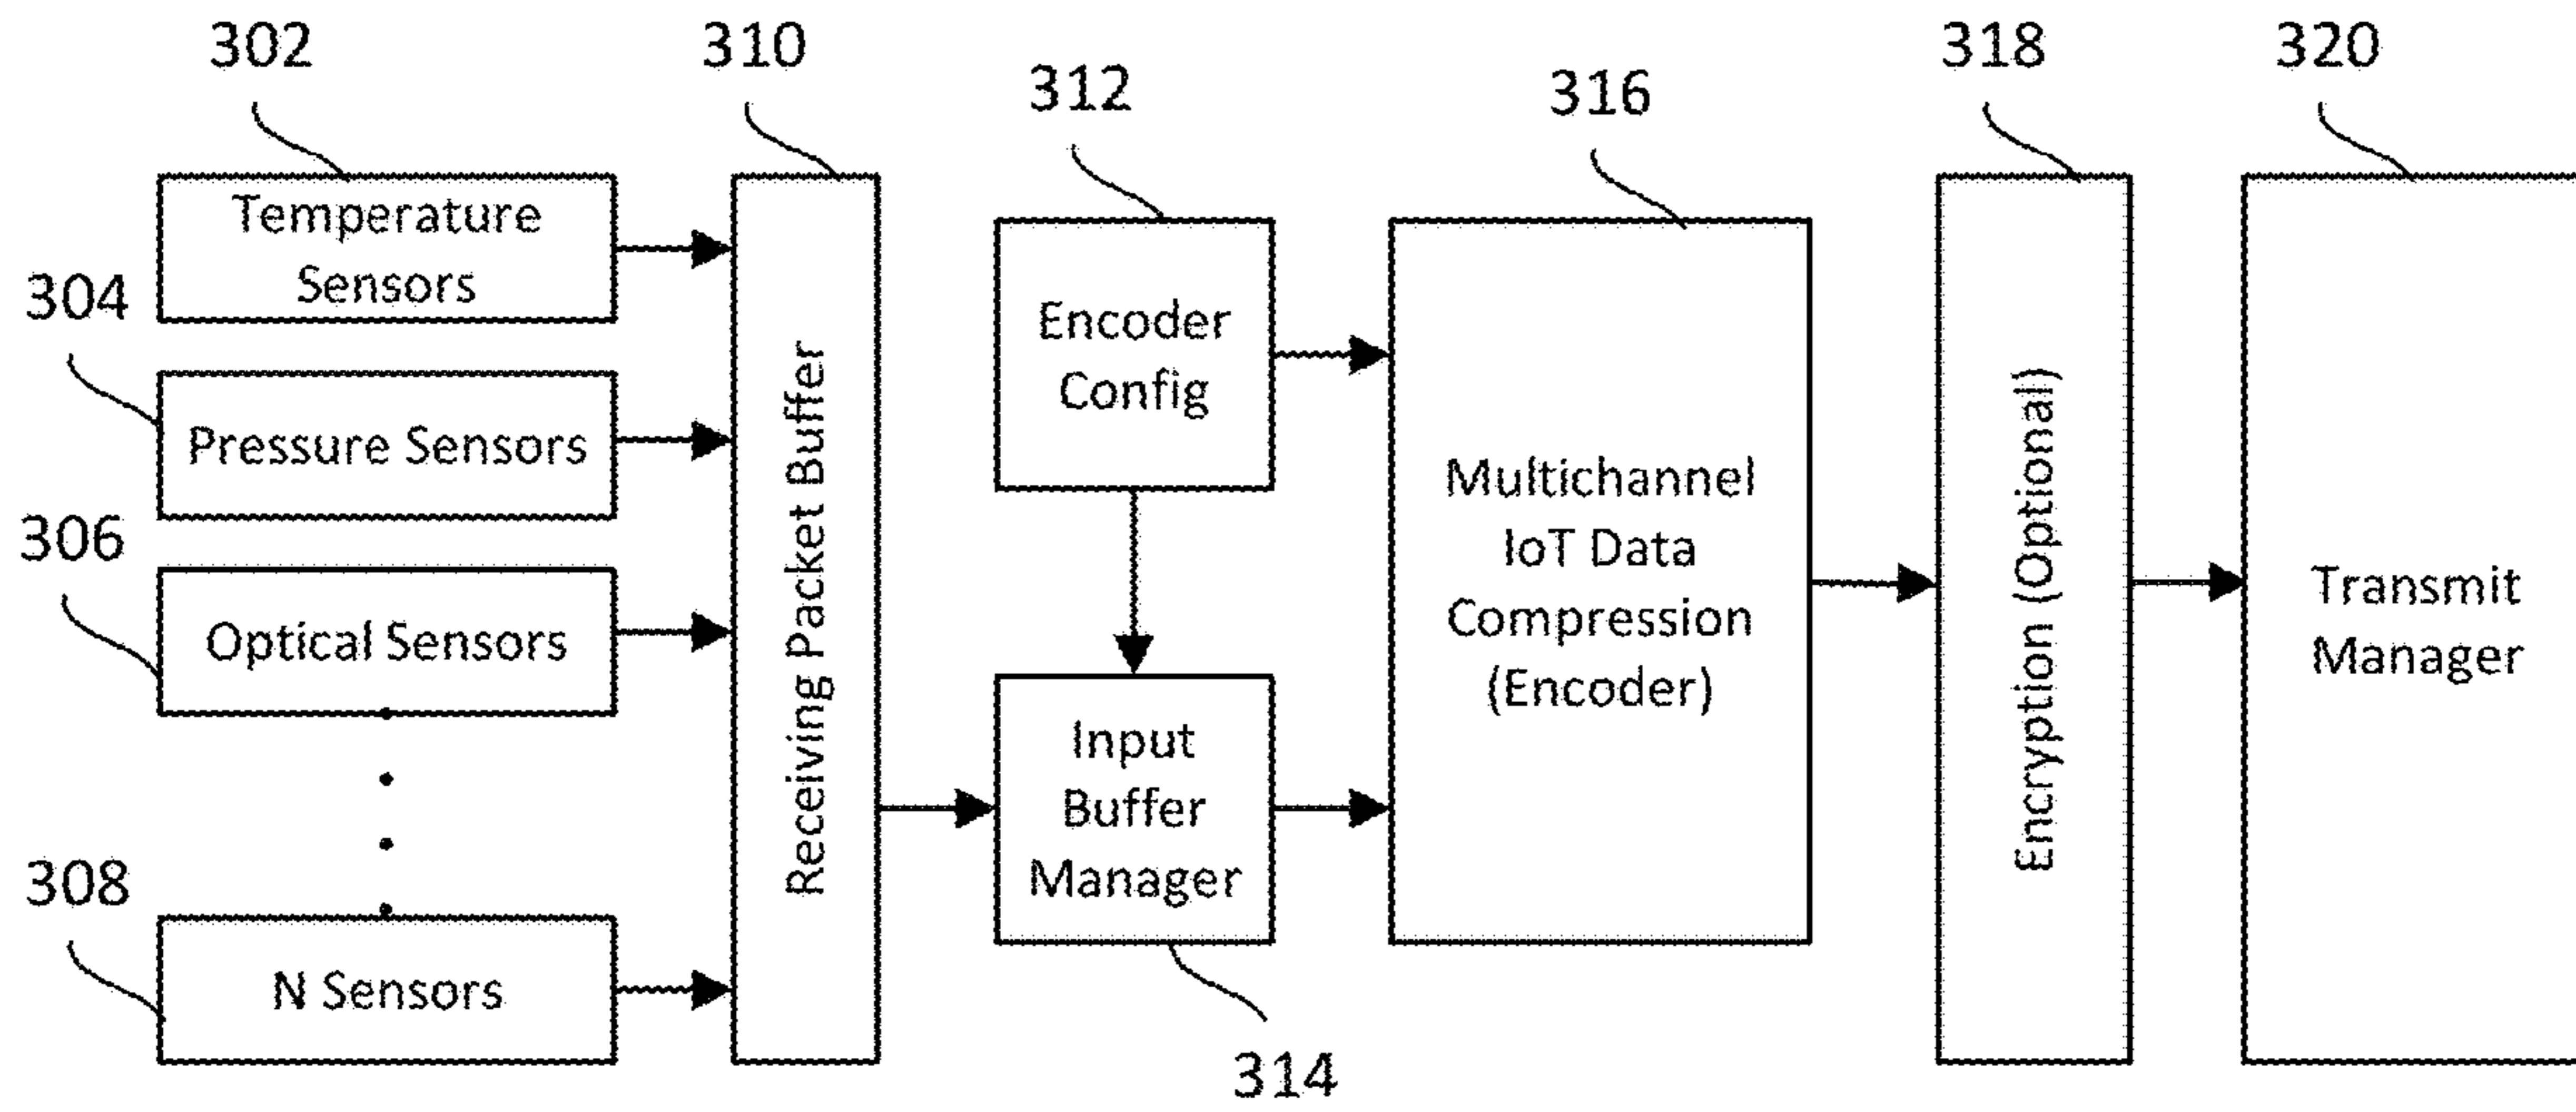 302
310
312
316
318
320
Temperature
Sensors
304
Pressure Sensors
306
Optical Sensors
308
N Sensors
Receiving Packet Buffer
Encoder
Config
Input
Buffer
Manager
314
Multichannel
IoT Data
Compression
(Encoder)
Encryption (Optional)
Transmit
Manager